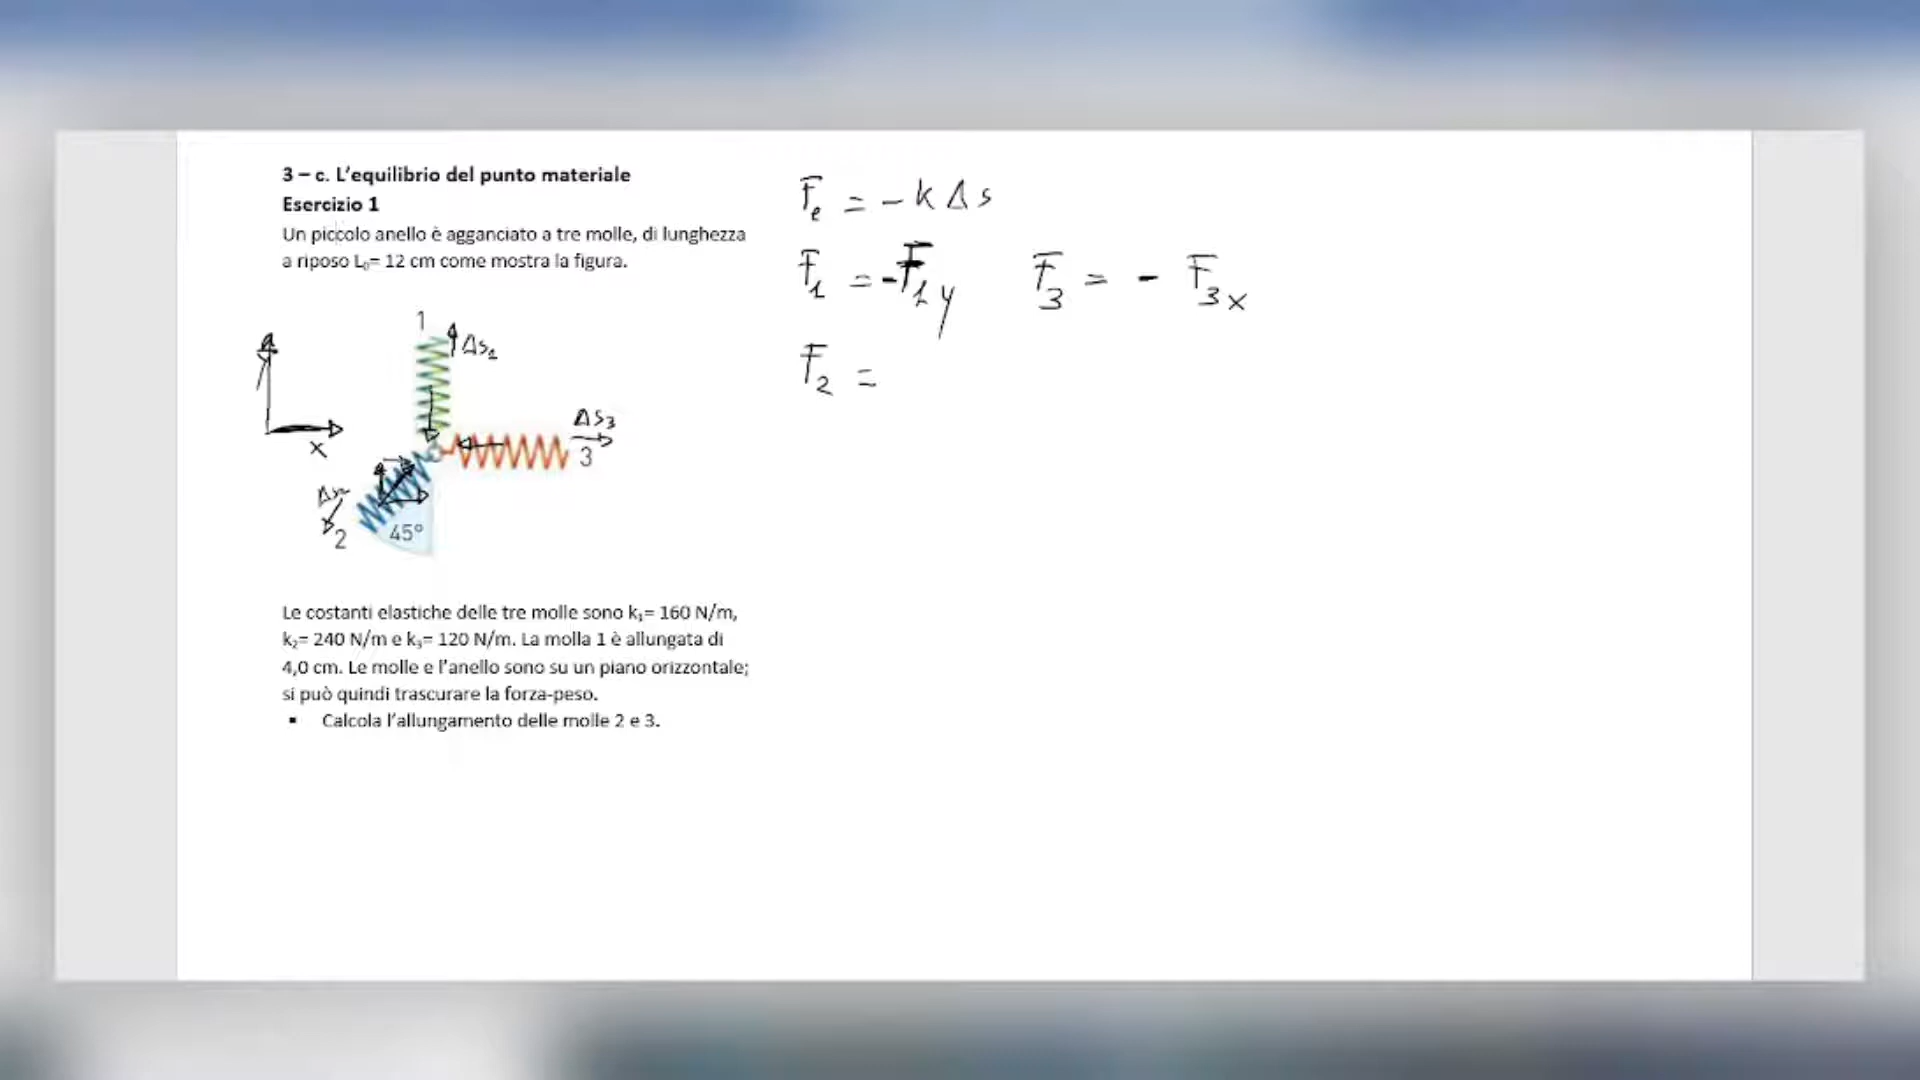 3 – c. L'equilibrio del punto materiale
Esercizio 1
Un piccolo anello è agganciato a tre molle, di lunghezza
a riposo L₀= 12 cm come mostra la figura.
1
Δs₁
Δs₃
3
x
2
45°
Le costanti elastiche delle tre molle sono k₁= 160 N/m,
k₂= 240 N/m e k₃= 120 N/m. La molla 1 è allungata di
4,0 cm. Le molle e l'anello sono su un piano orizzontale;
si può quindi trascurare la forza-peso.
▪ Calcola l'allungamento delle molle 2 e 3.
Fₑ = - k Δs
F₁ = -F₁y F₃ = - F₃x
F₂ =